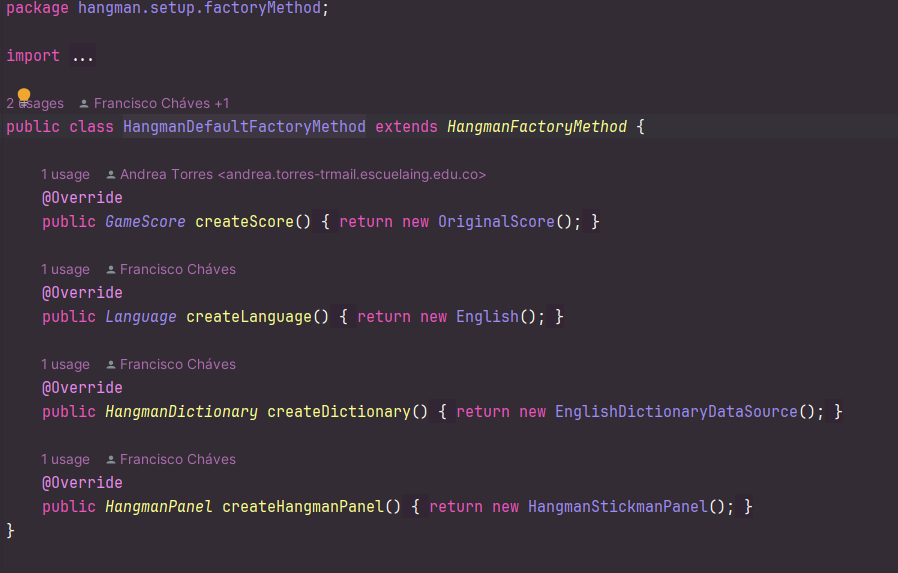 package hangman.setup.factoryMethod;
import ...
2 usages Francisco Cháves +1
public class HangmanDefaultFactoryMethod extends HangmanFactoryMethod {
1 usage Andrea Torres <andrea.torres-trmail.escuelaing.edu.co>
@Override
public GameScore createScore() { return new OriginalScore(); }
1 usage Francisco Cháves
@Override
public Language createLanguage() { return new English(); }
1 usage Francisco Cháves
@Override
public HangmanDictionary createDictionary() { return new EnglishDictionaryDataSource(); }
1 usage Francisco Cháves
@Override
public HangmanPanel createHangmanPanel() { return new HangmanStickmanPanel(); }
}